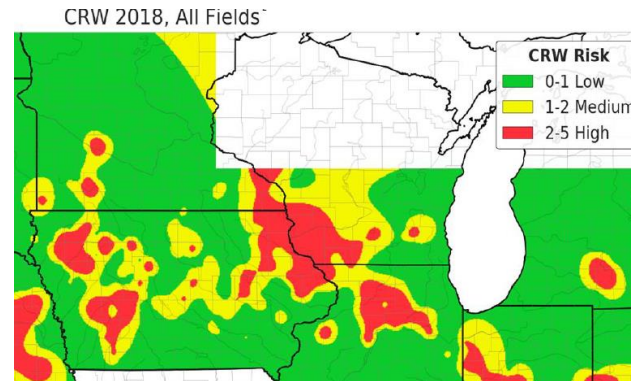 CRW 2018, All Fields
CRW Risk
0-1 Low
1-2 Medium
2-5 High